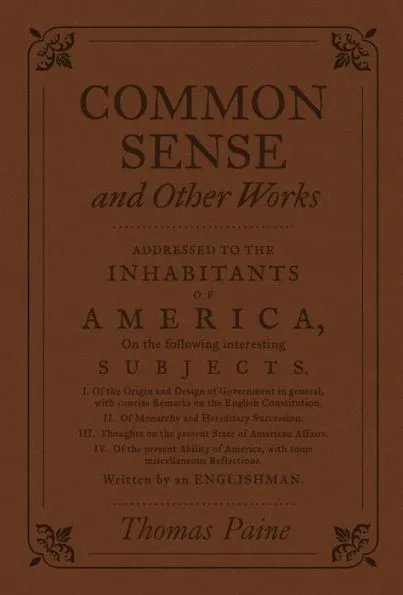 COMMON
SENSE
and Other Works
ADDRESSED TO THE
INHABITANTS
OF
AMERICA,
On the following interesting
SUBJECTS.
I. Of the Origin and Design of Government in general,
with concise Remarks on the English Constitution.
II. Of Monarchy and Hereditary Succession.
III. Thoughts on the present State of American Affairs.
IV. Of the present Ability of America, with some
miscellaneous Reflections.
Written by an ENGLISHMAN.
Thomas Paine